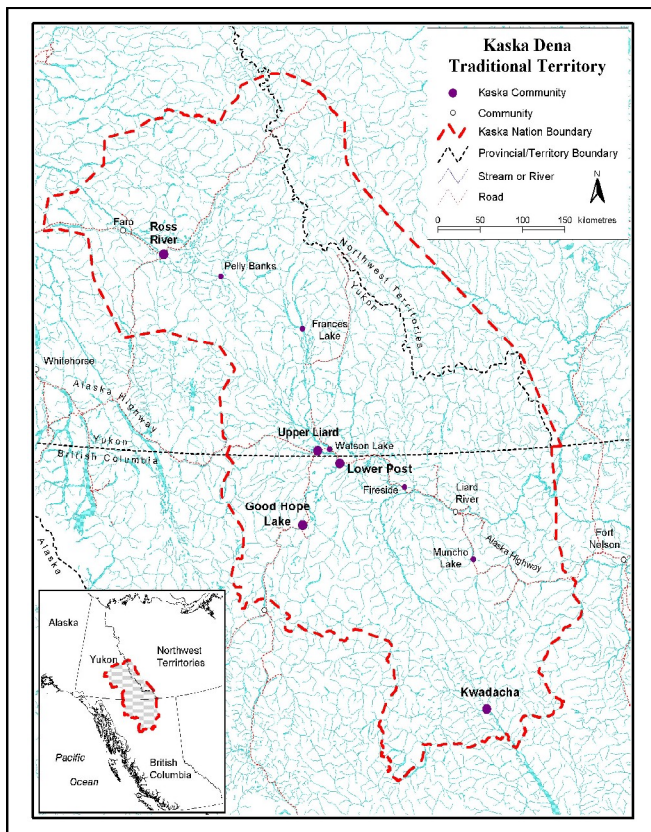 Kaska Dena
Traditional Territory
Kaska Community
Community
Kaska Nation Boundary
Provincial/Territory Boundary
Stream or River
Road
N
0 50 100 150
kilometres
Faro
Ross
River
Pelly Banks
Northwest Territories
Yukon
Frances
Lake
Whitehorse
Alaska Highway
Upper Liard
Watson Lake
Yukon
British Columbia
Lower Post
Fireside
Liard
River
Good Hope
Lake
Fort
Nelson
Muncho
Lake
Alaska Highway
Alaska
Kwadacha
Alaska
Yukon
Northwest
Territories
Pacific
Ocean
British
Columbia